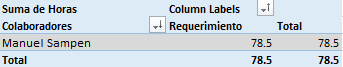 Suma de Horas Column Labels
Colaboradores Requerimiento Total
Manuel Sampen 78.5 78.5
Total 78.5 78.5